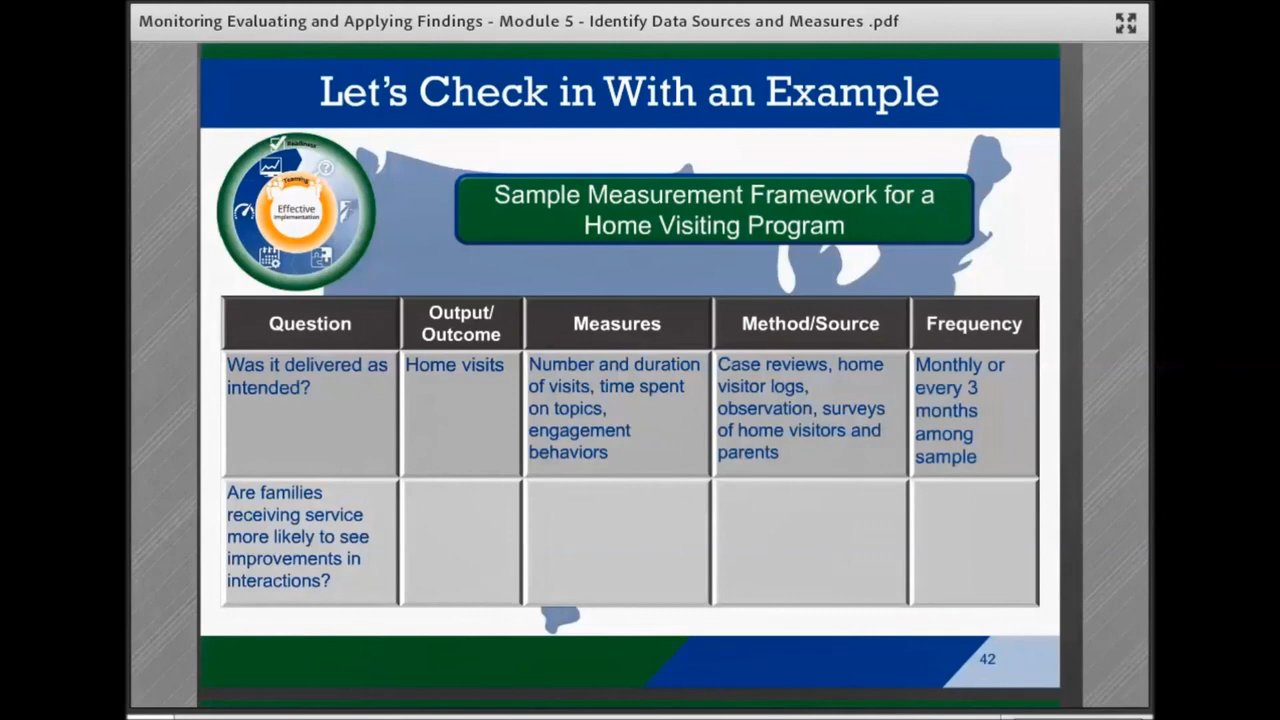 Monitoring Evaluating and Applying Findings - Module 5 - Identify Data Sources and Measures .pdf
Let's Check in With an Example
Readiness
Teaming
Effective
Implementation
Sample Measurement Framework for a
Home Visiting Program
Question
Output/
Outcome
Measures
Method/Source
Frequency
Was it delivered as
intended?
Home visits
Number and duration
of visits, time spent
on topics,
engagement
behaviors
Case reviews, home
visitor logs,
observation, surveys
of home visitors and
parents
Monthly or
every 3
months
among
sample
Are families
receiving service
more likely to see
improvements in
interactions?
42